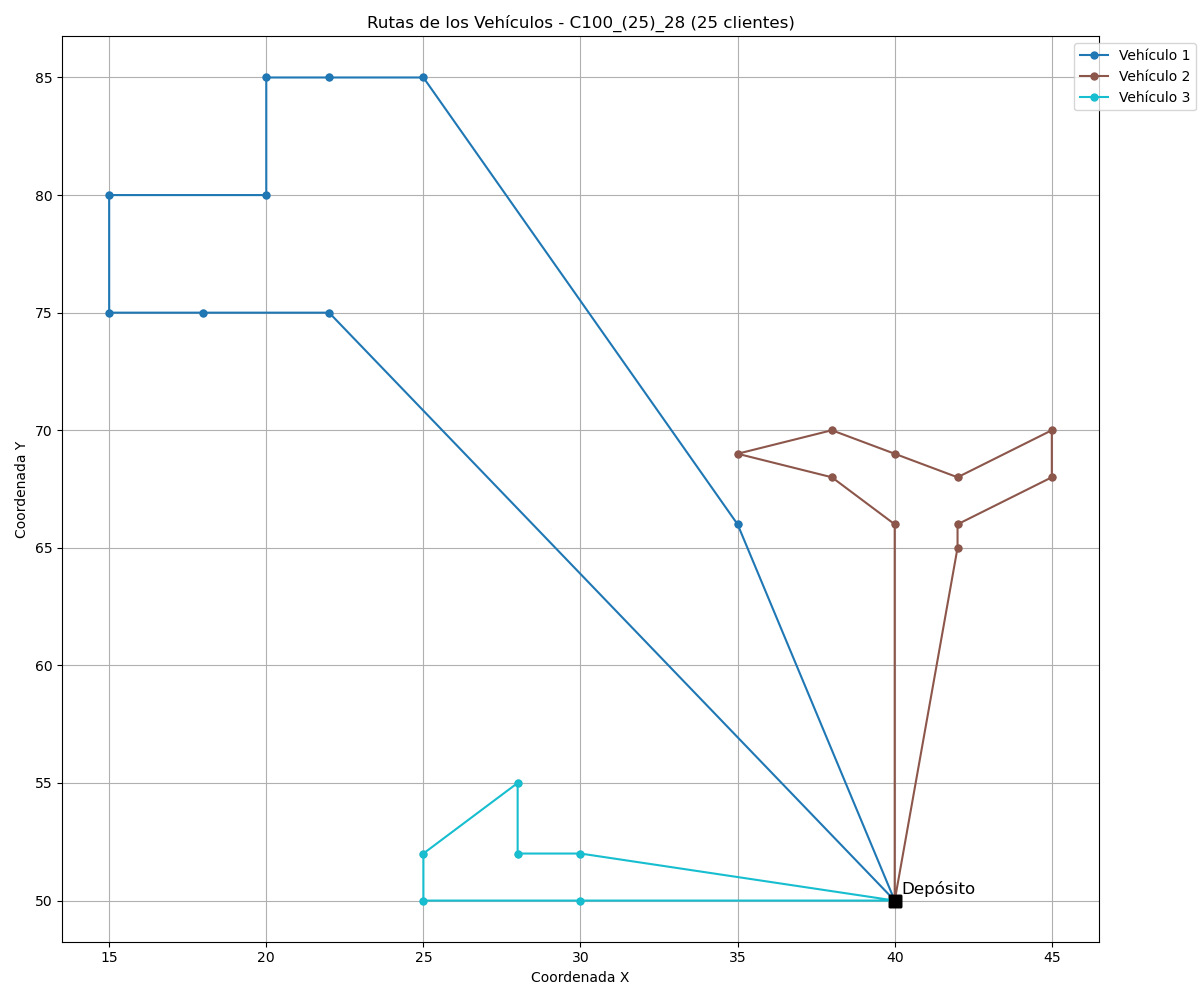 Rutas de los Vehículos - C100_(25)_28 (25 clientes)
Vehículo 1
Vehículo 2
Vehículo 3
85
80
75
70
65
60
55
50
Coordenada Y
Depósito
15
20
25
30
35
40
45
Coordenada X